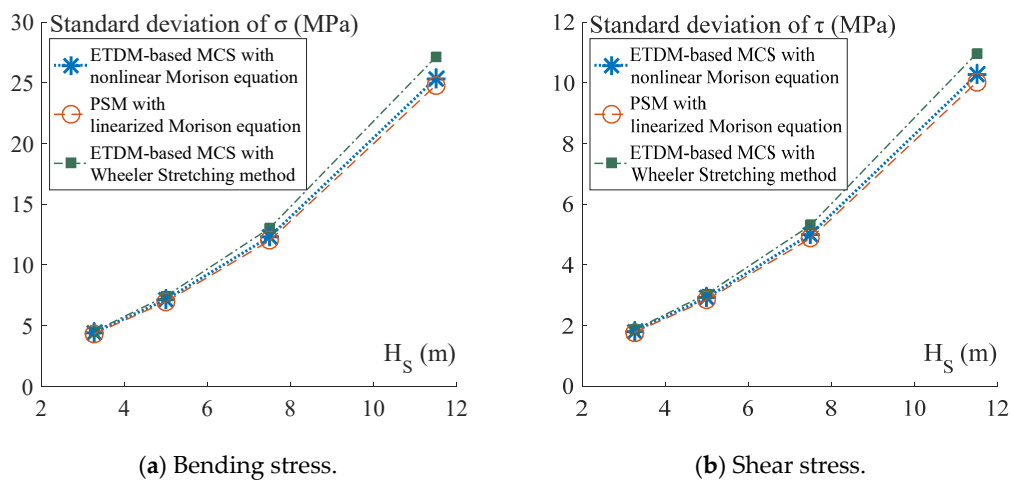 Standard deviation of σ (MPa)
30
25
20
15
10
5
0
ETDM-based MCS with
nonlinear Morison equation
PSM with
linearized Morison equation
ETDM-based MCS with
Wheeler Stretching method
H_S (m)
2 4 6 8 10 12
(a) Bending stress.
Standard deviation of τ (MPa)
12
10
8
6
4
2
0
ETDM-based MCS with
nonlinear Morison equation
PSM with
linearized Morison equation
ETDM-based MCS with
Wheeler Stretching method
H_S (m)
2 4 6 8 10 12
(b) Shear stress.